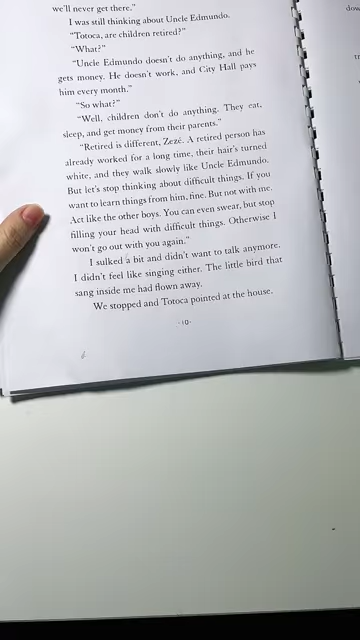 we'll never get there."
I was still thinking about Uncle Edmundo.
"Totoca, are children retired?"
"What?"
"Uncle Edmundo doesn't do anything, and he
gets money. He doesn't work, and City Hall pays
him every month."
"So what?"
"Well, children don't do anything. They eat,
sleep, and get money from their parents."
"Retired is different, Zezé. A retired person has
already worked for a long time, their hair's turned
white, and they walk slowly like Uncle Edmundo.
But let's stop thinking about difficult things. If you
want to learn things from him, fine. But not with me.
Act like the other boys. You can even swear, but stop
filling your head with difficult things. Otherwise I
won't go out with you again."
I sulked a bit and didn't want to talk anymore.
I didn't feel like singing either. The little bird that
sang inside me had flown away.
We stopped and Totoca pointed at the house.
·10·